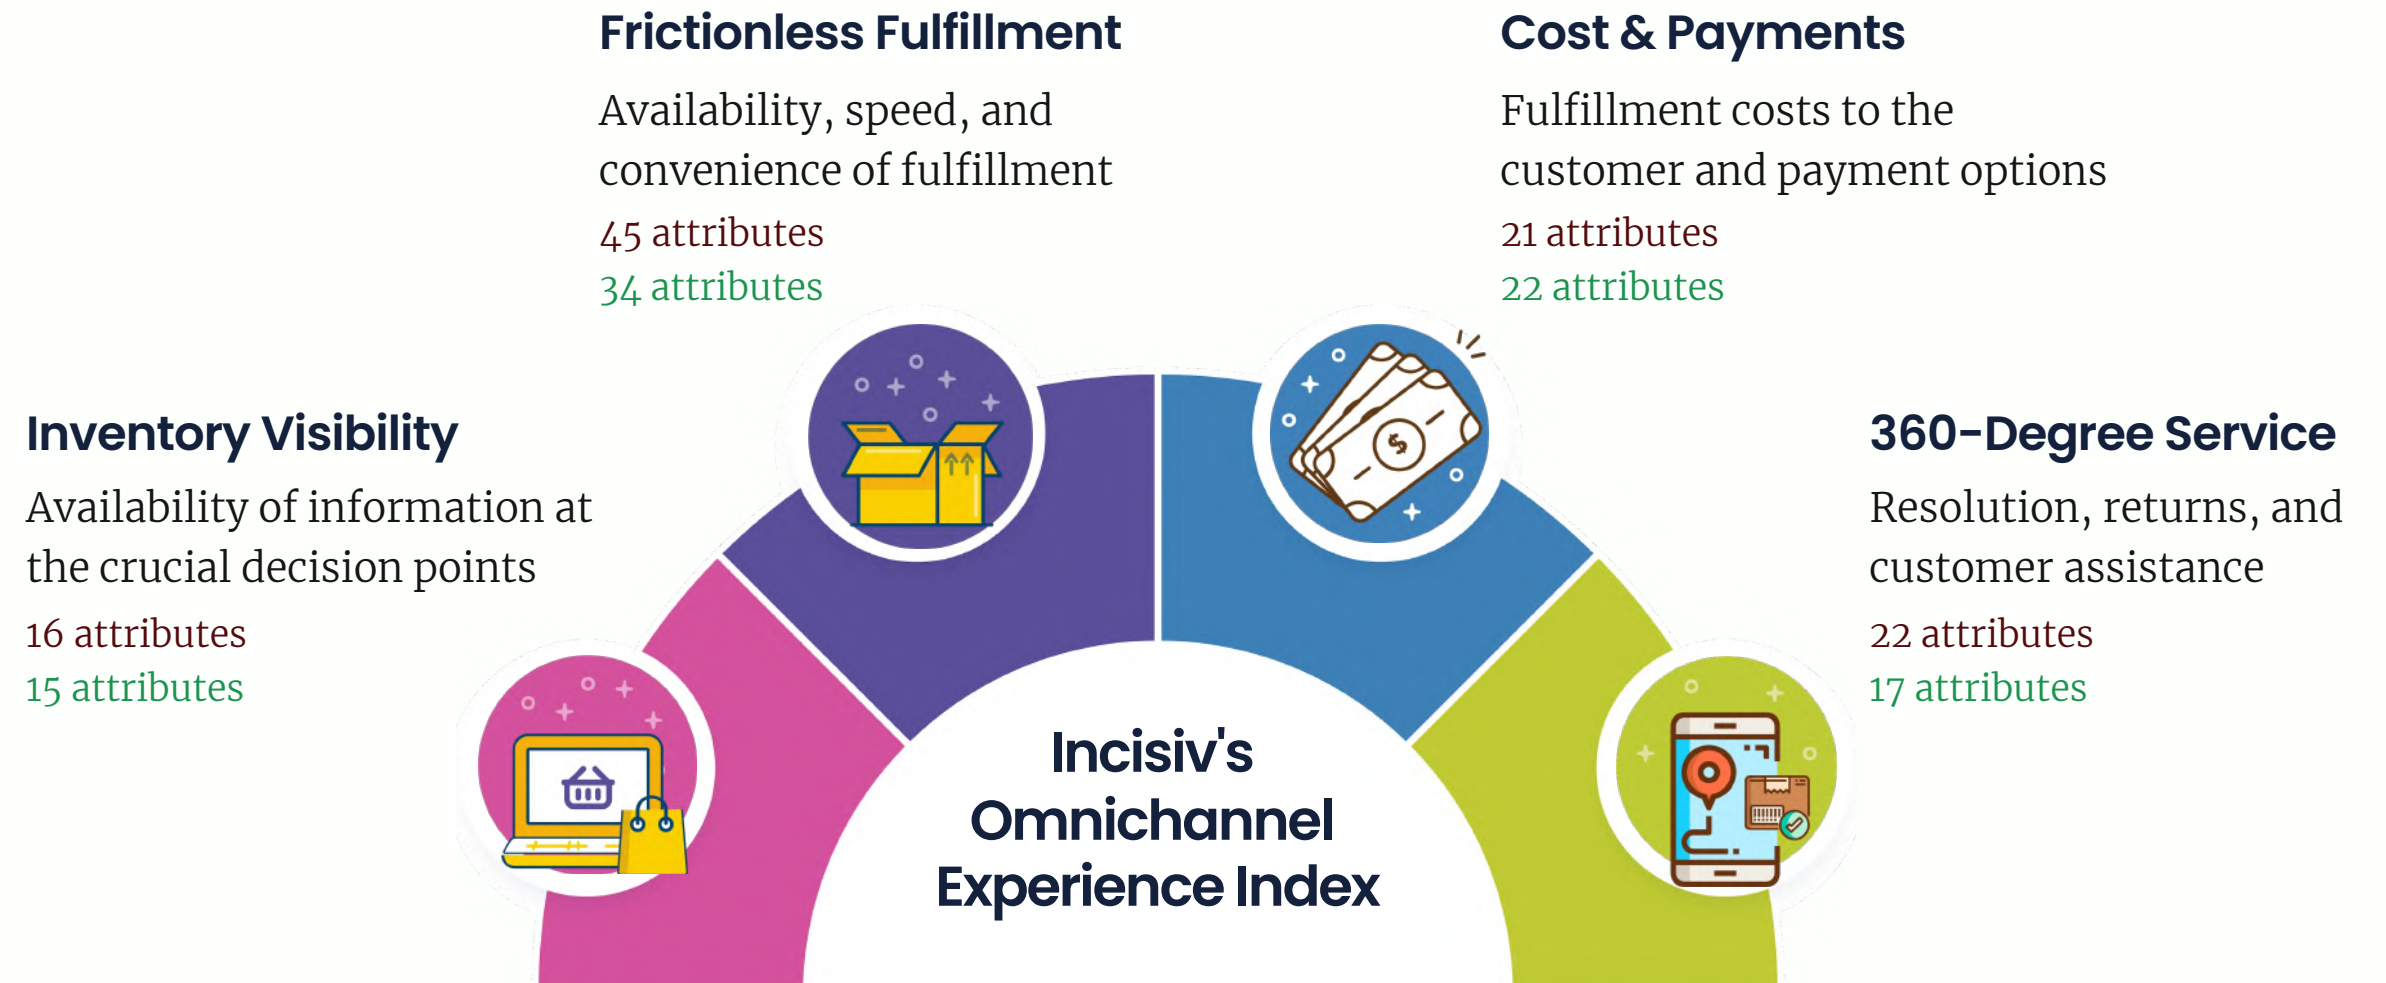 Frictionless Fulfillment
Availability, speed, and
convenience of fulfillment
45 attributes
34 attributes
Cost & Payments
Fulfillment costs to the
customer and payment options
21 attributes
22 attributes
Inventory Visibility
Availability of information at
the crucial decision points
16 attributes
15 attributes
360-Degree Service
Resolution, returns, and
customer assistance
22 attributes
17 attributes
$
Incisiv's
Omnichannel
Experience Index